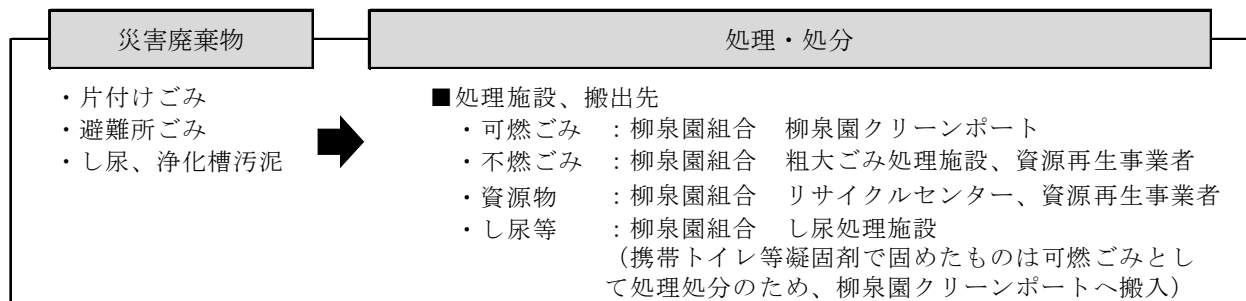 災害廃棄物
処理・処分
・片付けごみ
・避難所ごみ
・し尿、浄化槽汚泥
■処理施設、搬出先
・可燃ごみ ：柳泉園組合　柳泉園クリーンポート
・不燃ごみ ：柳泉園組合　粗大ごみ処理施設、資源再生事業者
・資源物 ：柳泉園組合　リサイクルセンター、資源再生事業者
・し尿等 ：柳泉園組合　し尿処理施設
（携帯トイレ等凝固剤で固めたものは可燃ごみとし
て処理処分のため、柳泉園クリーンポートへ搬入）